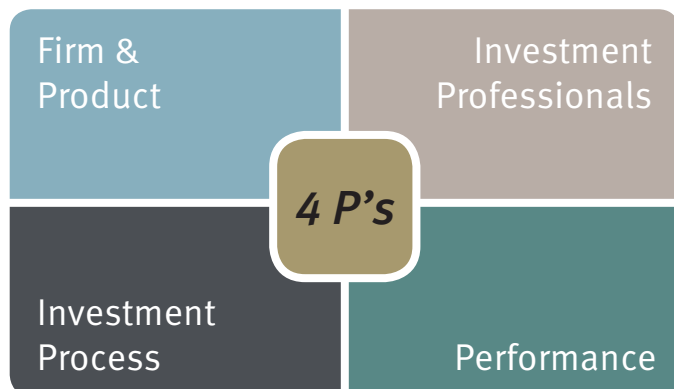 Firm &
Product
Investment
Professionals
4 P’s
Investment
Process
Performance